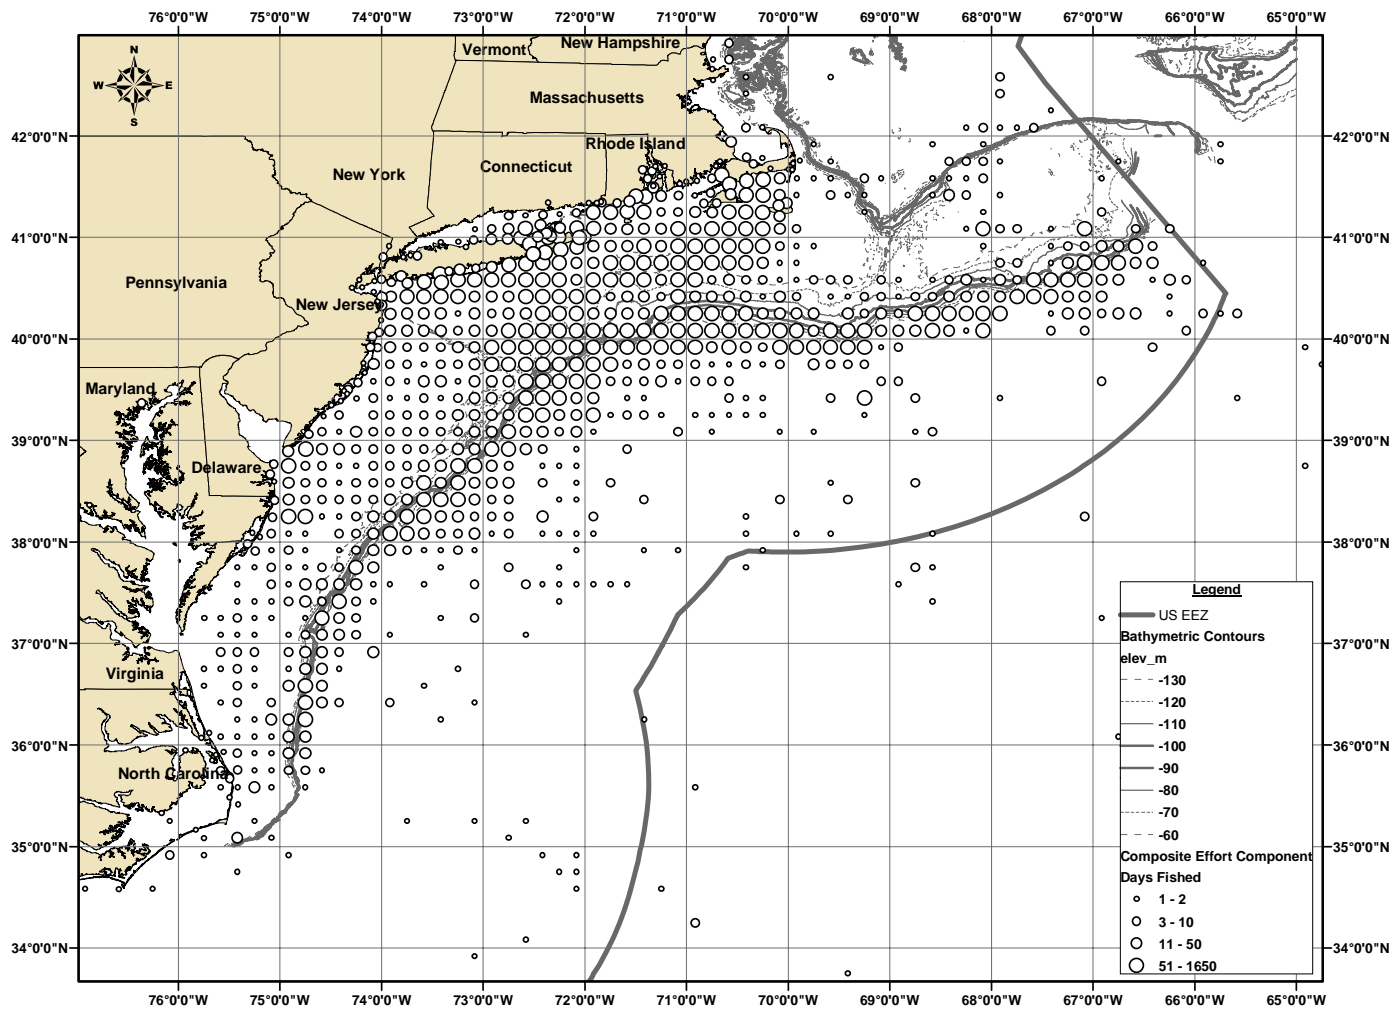 76°0'0"W 75°0'0"W 74°0'0"W 73°0'0"W 72°0'0"W 71°0'0"W 70°0'0"W 69°0'0"W 68°0'0"W 67°0'0"W 66°0'0"W 65°0'0"W
N
W E
S
Vermont
New Hampshire
Massachusetts
42°0'0"N 42°0'0"N
Rhode Island
Connecticut
New York
41°0'0"N 41°0'0"N
Pennsylvania
New Jersey
40°0'0"N 40°0'0"N
Maryland
39°0'0"N 39°0'0"N
Delaware
38°0'0"N 38°0'0"N
37°0'0"N 37°0'0"N
Virginia
36°0'0"N 36°0'0"N
North Carolina
35°0'0"N 35°0'0"N
34°0'0"N 34°0'0"N
Legend
US EEZ
Bathymetric Contours
elev_m
-130
-120
-110
-100
-90
-80
-70
-60
Composite Effort Component
Days Fished
1 - 2
3 - 10
11 - 50
51 - 1650
76°0'0"W 75°0'0"W 74°0'0"W 73°0'0"W 72°0'0"W 71°0'0"W 70°0'0"W 69°0'0"W 68°0'0"W 67°0'0"W 66°0'0"W 65°0'0"W